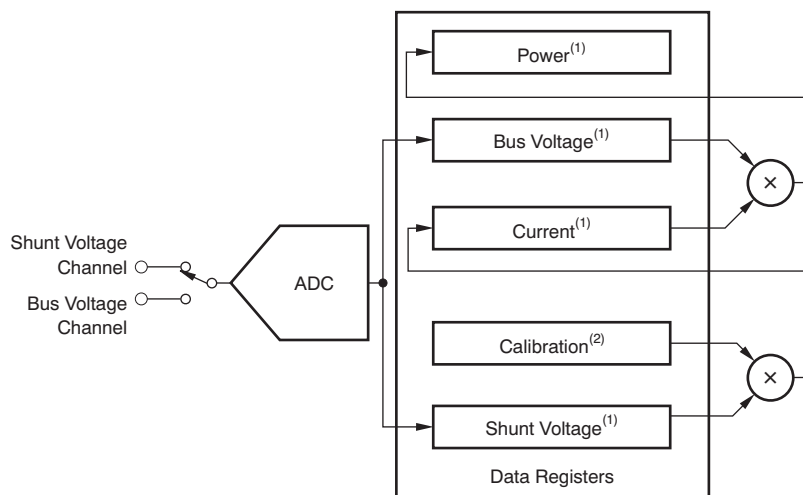 Power(1)
Bus Voltage(1)
×
Current(1)
Shunt Voltage
Channel
ADC
Bus Voltage
Channel
Calibration(2)
×
Shunt Voltage(1)
Data Registers